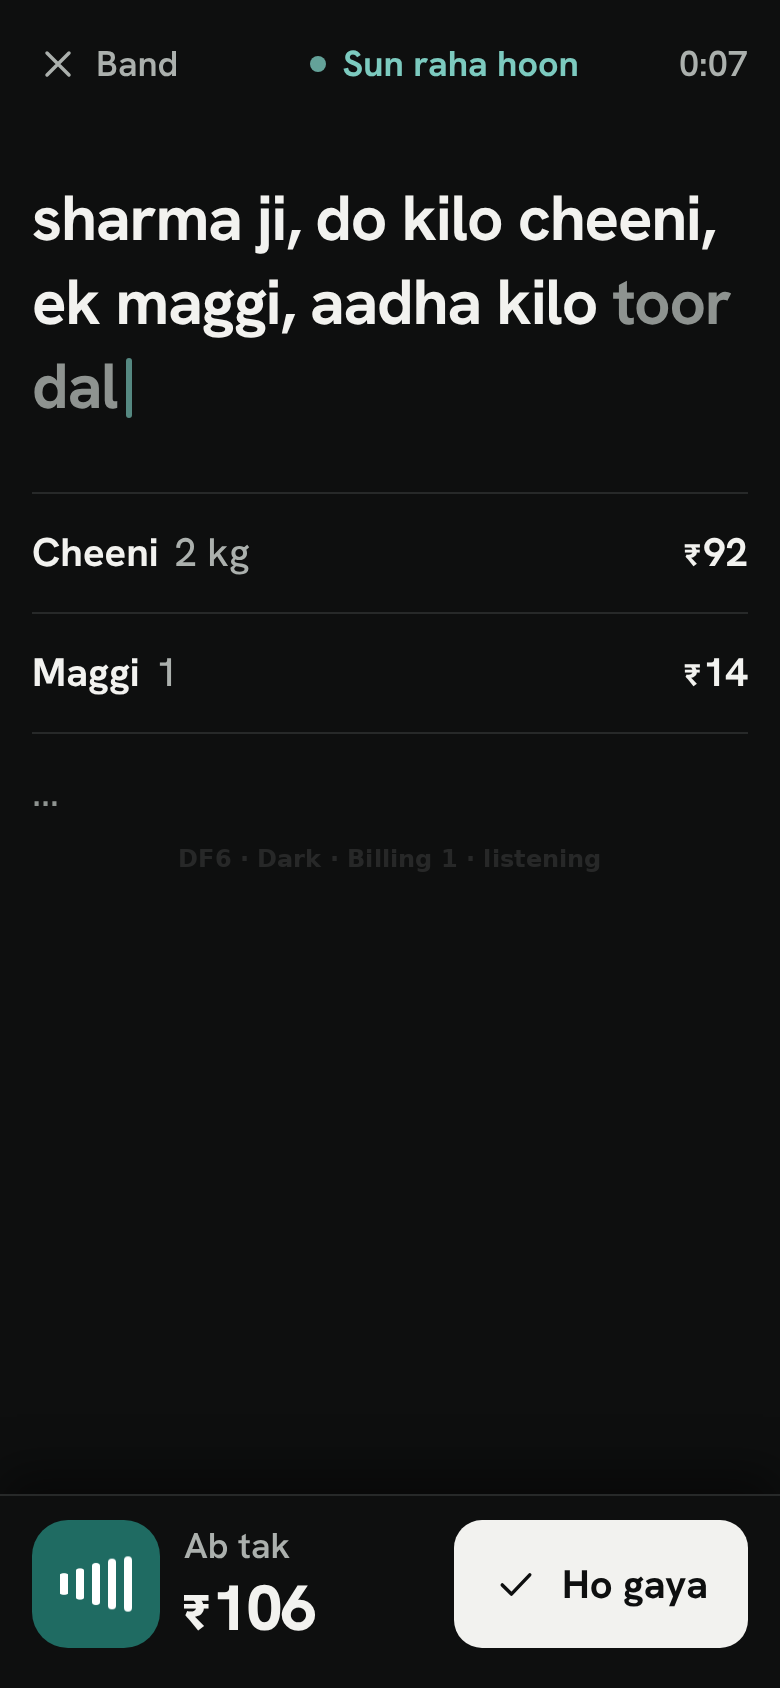 Band
Sun raha hoon
0:07
sharma ji, do kilo cheeni,
ek maggi, aadha kilo toor
dal
Cheeni 2 kg ₹92
Maggi 1 ₹14
...
DF6 · Dark · Billing 1 · listening
Ab tak
₹106
Ho gaya